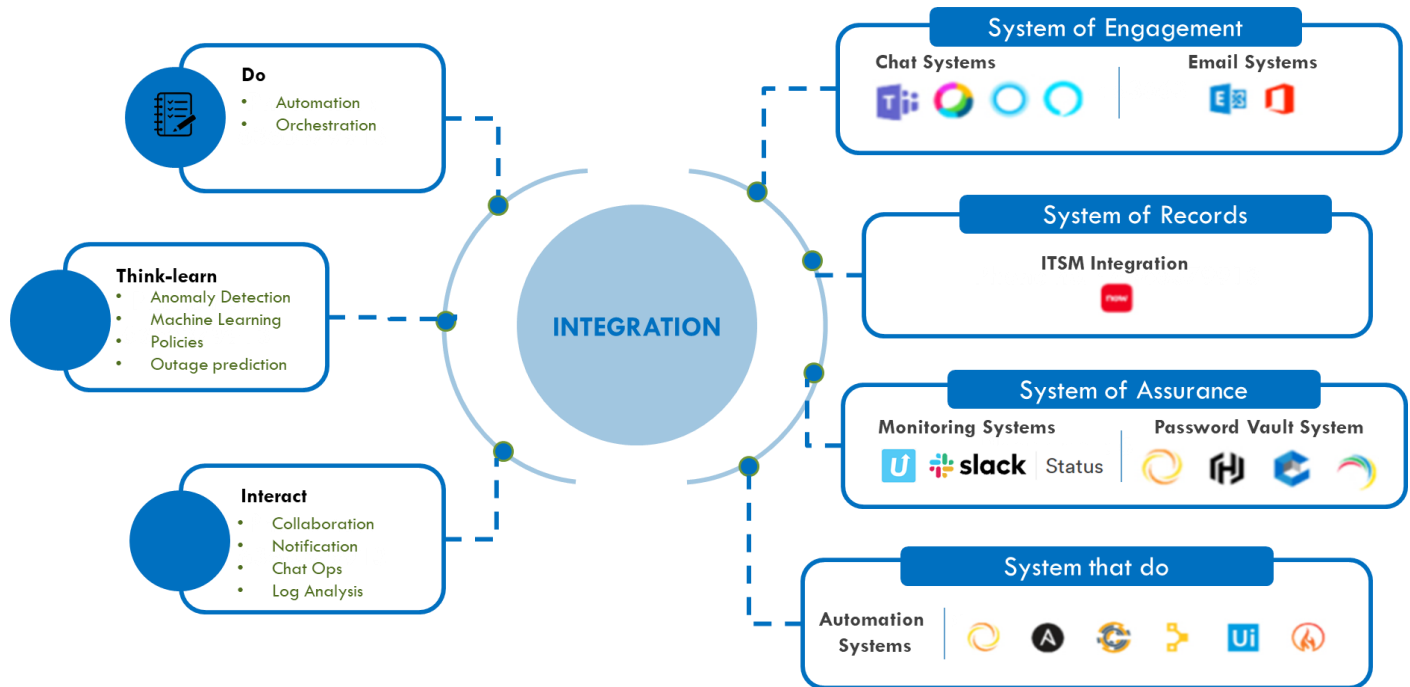 Do
• Automation
• Orchestration
Think-learn
• Anomaly Detection
• Machine Learning
• Policies
• Outage prediction
Interact
• Collaboration
• Notification
• Chat Ops
• Log Analysis
INTEGRATION
System of Engagement
Chat Systems
Email Systems
System of Records
ITSM Integration
now
System of Assurance
Monitoring Systems
slack Status
Password Vault System
System that do
Automation
Systems
Ui